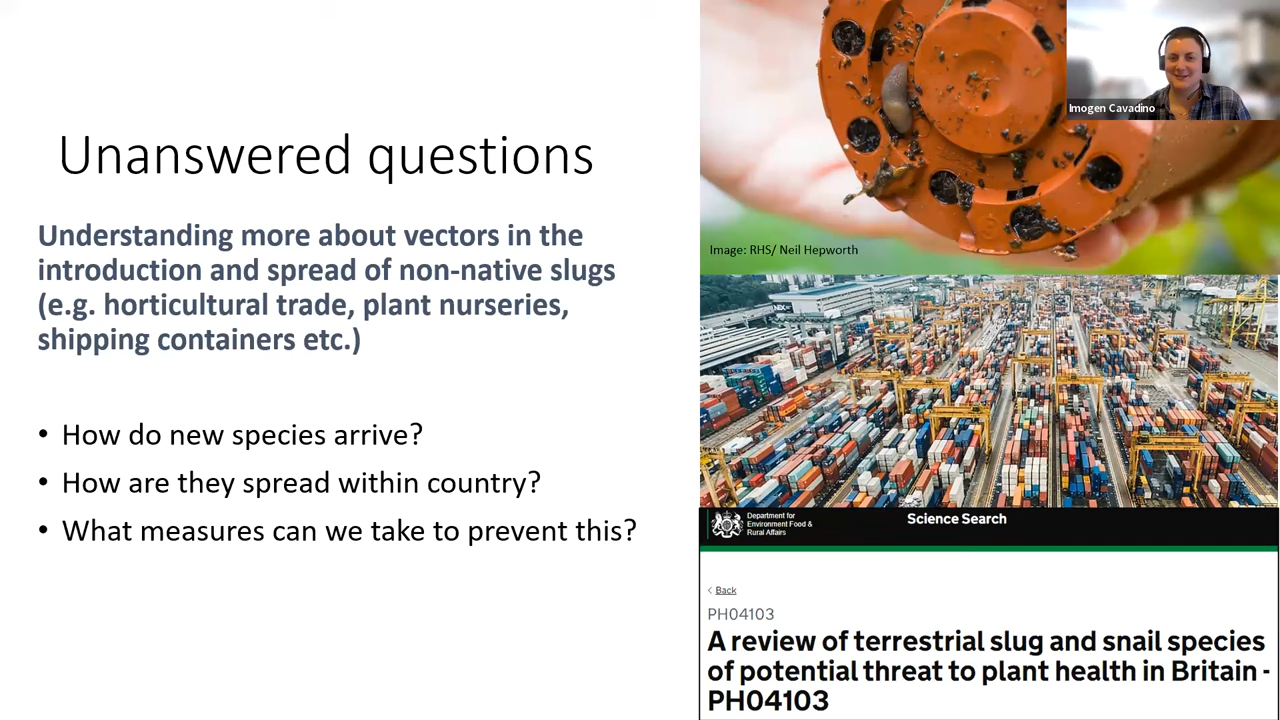 Unanswered questions
Understanding more about vectors in the
introduction and spread of non-native slugs
(e.g. horticultural trade, plant nurseries,
shipping containers etc.)
• How do new species arrive?
• How are they spread within country?
• What measures can we take to prevent this?
Imogen Cavadino
Image: RHS/ Neil Hepworth
Department for
Environment Food &
Rural Affairs
Science Search
< Back
PH04103
A review of terrestrial slug and snail species
of potential threat to plant health in Britain -
PH04103